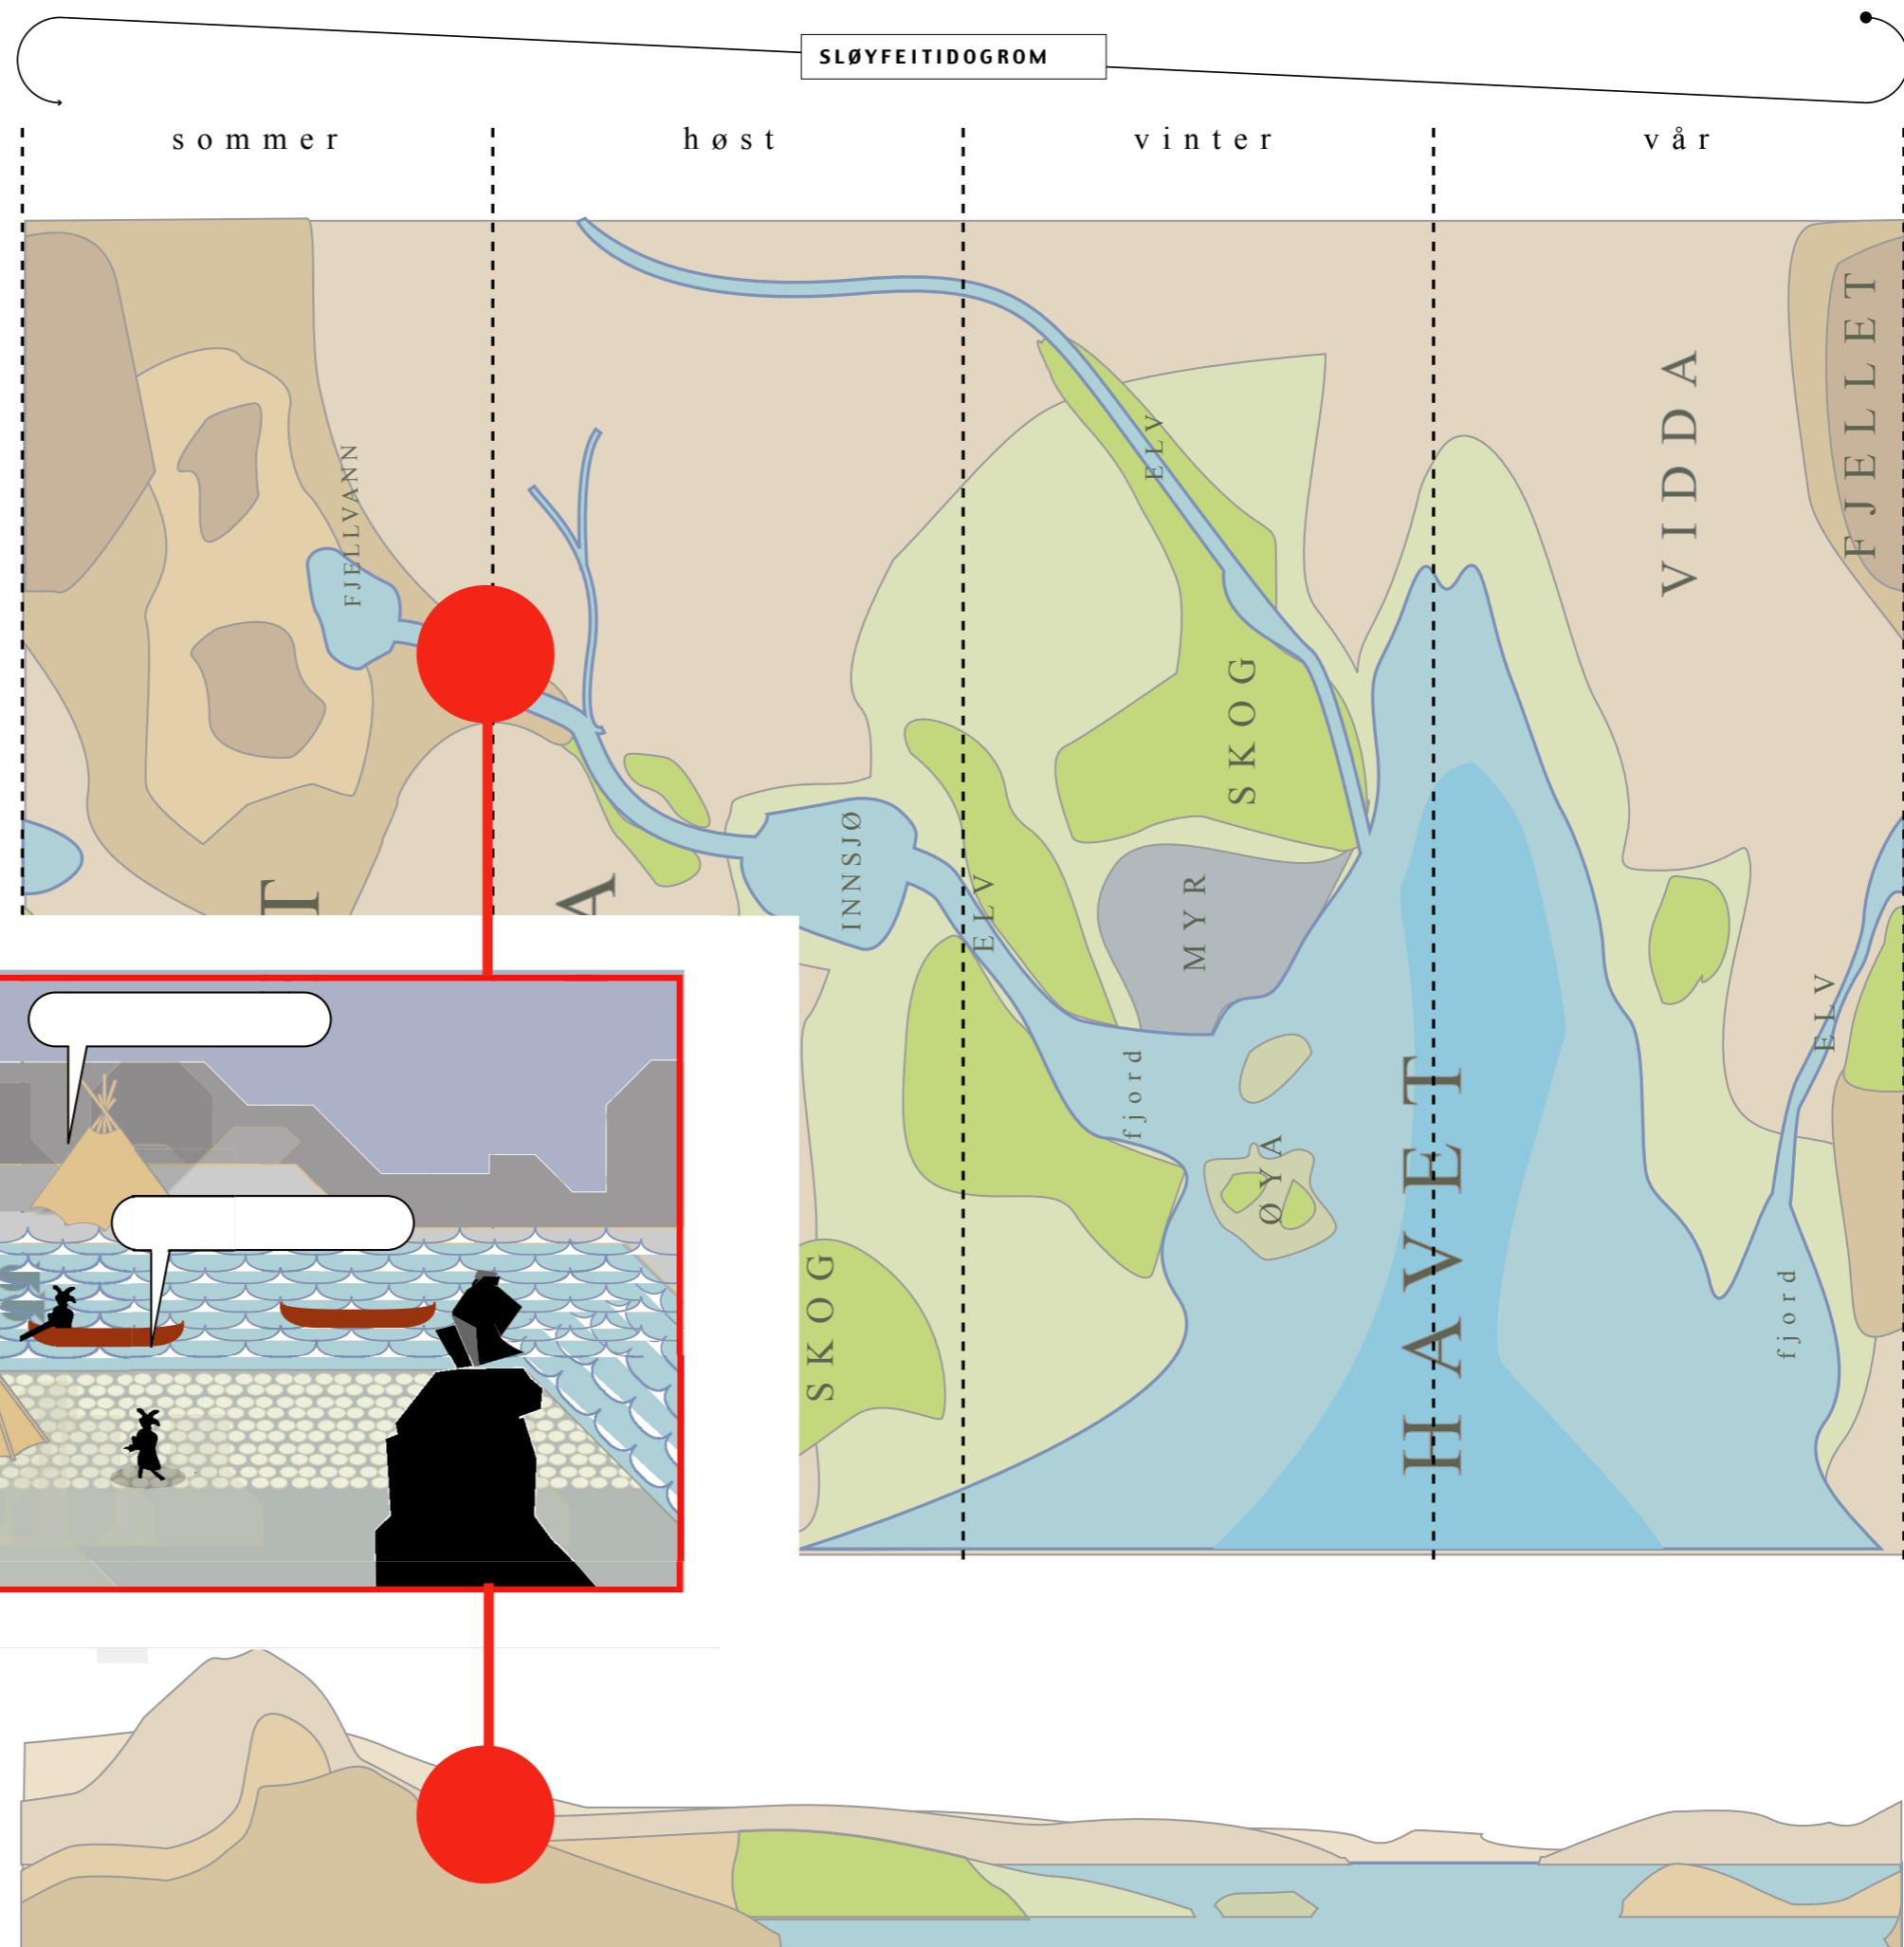 SLØYFEITIDOGROM
sommer
høst
vinter
vår
FJELLVANN
INNSJØ
ELV
ELV
SKOG
MYR
fjord
ØYA
HAVET
VIDDA
FJELLET
ELV
fjord
SKOG
T
A